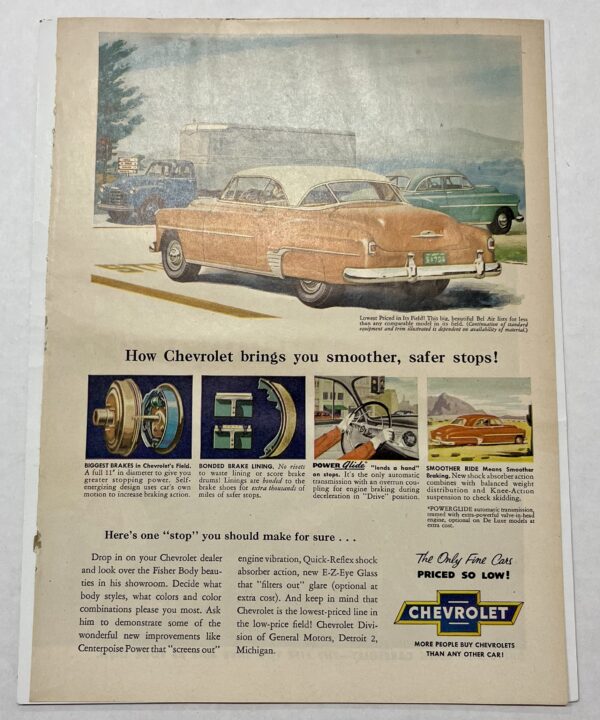 Lowest Priced in Its Field! This big, beautiful Bel Air lists for less
than any comparable model in its field. (Continuation of standard
equipment and trim illustrated is dependent on availability of material.)
How Chevrolet brings you smoother, safer stops!
BIGGEST BRAKES in Chevrolet's Field.
A full 11" in diameter to give you
greater stopping power. Self-
energizing design uses car's own
motion to increase braking action.
BONDED BRAKE LINING. No rivets
to waste lining or score brake
drums! Linings are bonded to the
brake shoes for extra thousands of
miles of safer stops.
POWER Glide* "lends a hand"
on stops. It's the only automatic
transmission with an overrun cou-
pling for engine braking during
deceleration in "Drive" position.
SMOOTHER RIDE Means Smoother
Braking. New shock absorber action
combines with balanced weight
distribution and Knee-Action
suspension to check skidding.
*POWERGLIDE automatic transmission,
teamed with extra-powerful valve-in-head
engine, optional on De Luxe models at
extra cost.
Here's one "stop" you should make for sure . . .
Drop in on your Chevrolet dealer
and look over the Fisher Body beau-
ties in his showroom. Decide what
body styles, what colors and color
combinations please you most. Ask
him to demonstrate some of the
wonderful new improvements like
Centerpoise Power that "screens out"
engine vibration, Quick-Reflex shock
absorber action, new E-Z-Eye Glass
that "filters out" glare (optional at
extra cost). And keep in mind that
Chevrolet is the lowest-priced line in
the low-price field! Chevrolet Divi-
sion of General Motors, Detroit 2,
Michigan.
The Only Fine Cars
PRICED SO LOW!
CHEVROLET
MORE PEOPLE BUY CHEVROLETS
THAN ANY OTHER CAR!